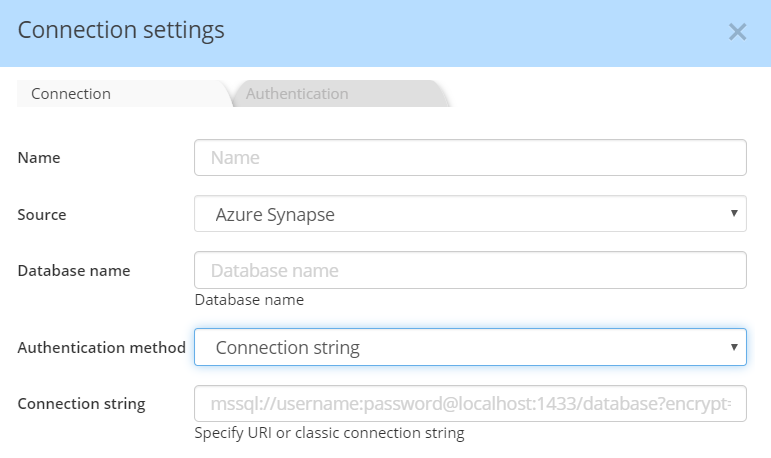 Connection settings
Connection Authentication
Name Name
Source Azure Synapse
Database name Database name
Database name
Authentication method Connection string
Connection string mssql://username:password@localhost:1433/database?encrypt=
Specify URI or classic connection string